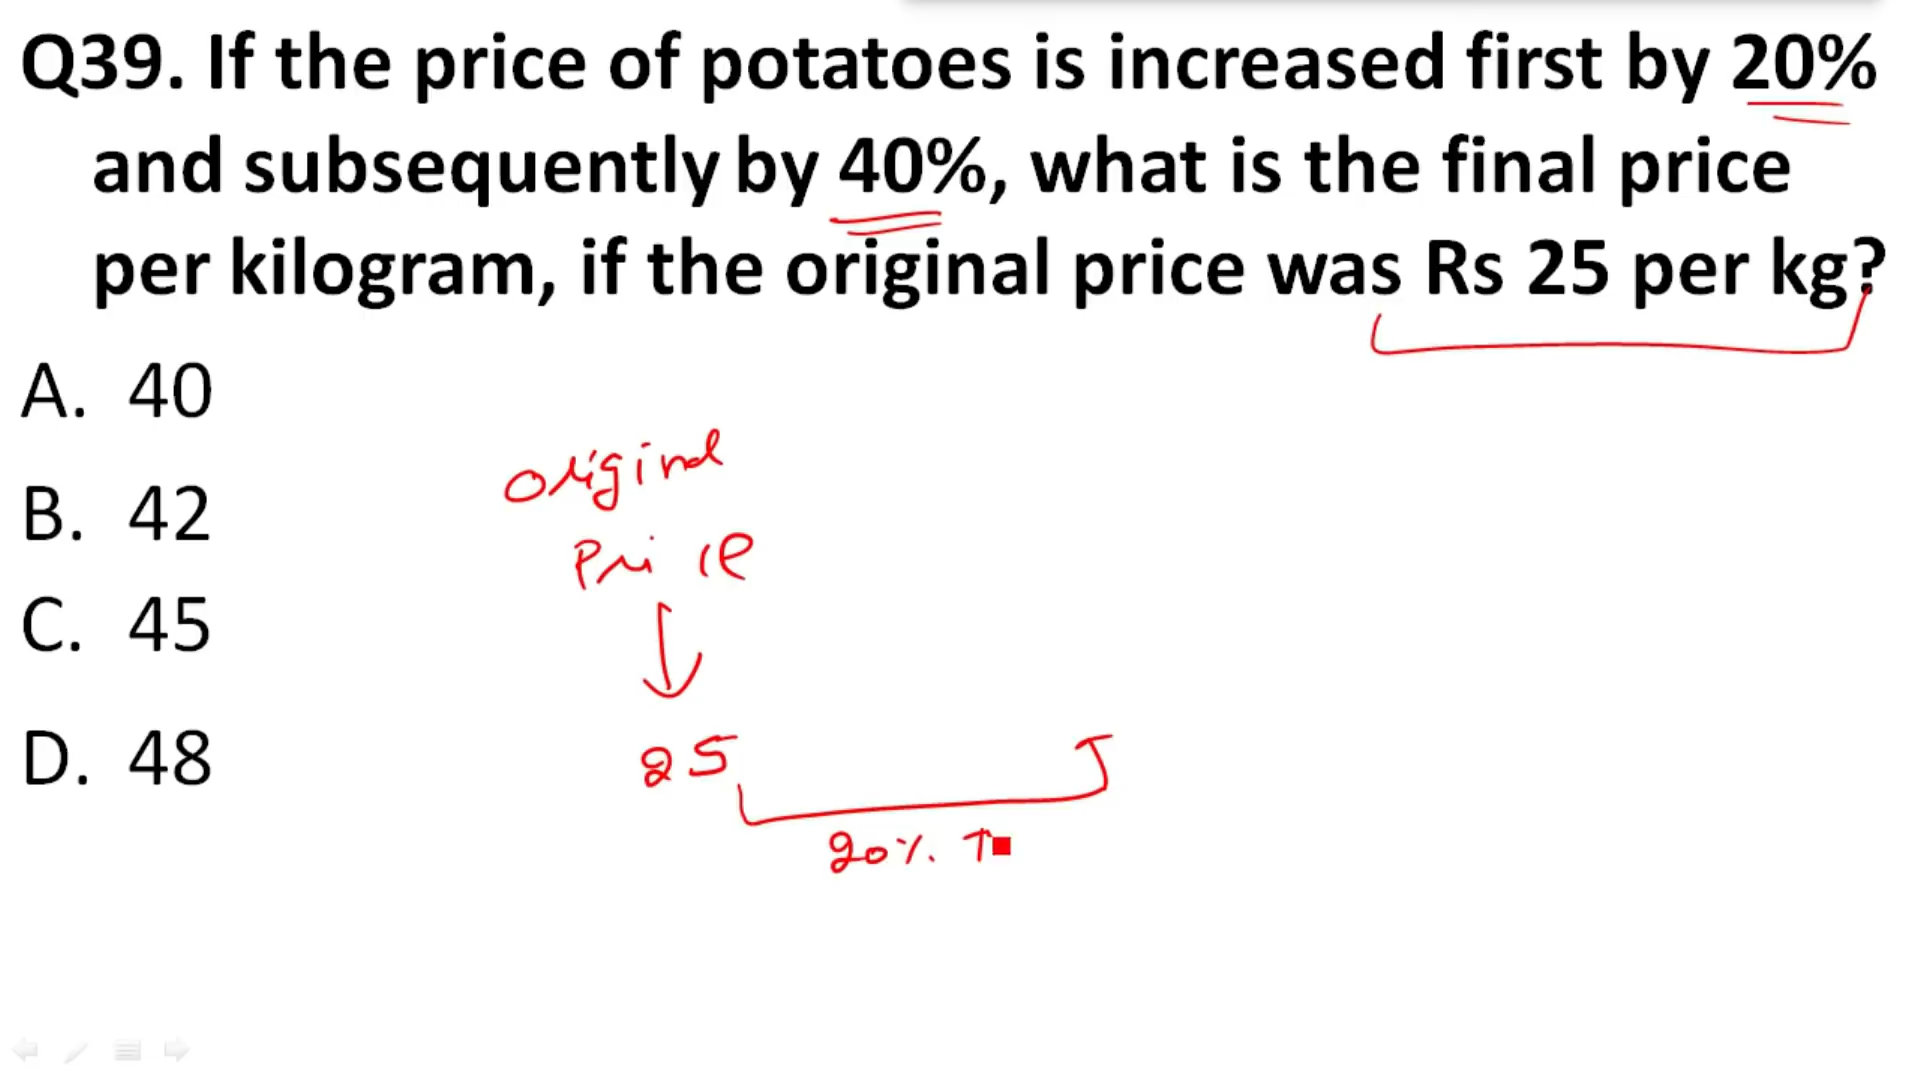 Q39. If the price of potatoes is increased first by 20%
and subsequently by 40%, what is the final price
per kilogram, if the original price was Rs 25 per kg?
A. 40
B. 42
C. 45
D. 48
Original
Price
↓
25
20% ↑